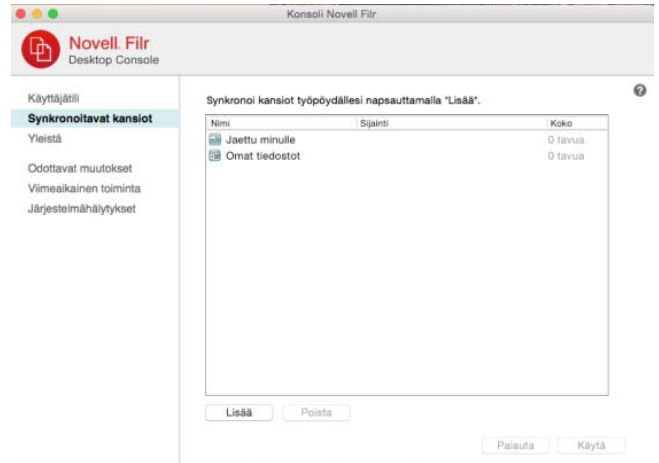 Konsoli Novell Filr
Novell. Filr
Desktop Console
Käyttäjätili
Synkronoitavat kansiot
Yleistä
Odottavat muutokset
Viimeaikainen toiminta
Järjestelmähälytykset
Synkronoi kansiot työpöydällesi napsauttamalla "Lisää".
Nimi Sijainti Koko
Jaettu minulle 0 tavua
Omat tiedostot 0 tavua
Lisää Poista
Palauta Käytä